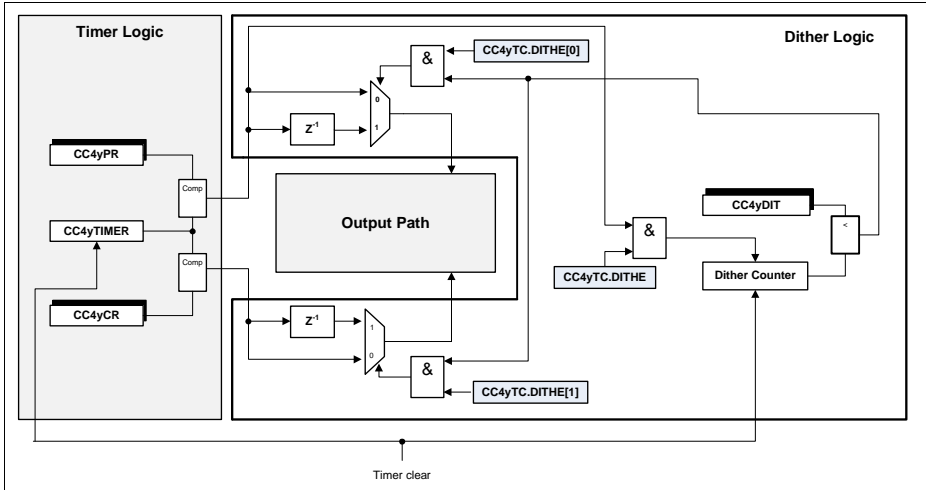 Timer Logic
Dither Logic
CC4yTC.DITHE[0]
&
0
1
Z-1
CC4yPR
Comp
CC4yDIT
Output Path
CC4yTIMER
<
&
Comp
CC4yTC.DITHE
Dither Counter
CC4yCR
Z-1
1
0
&
CC4yTC.DITHE[1]
Timer clear